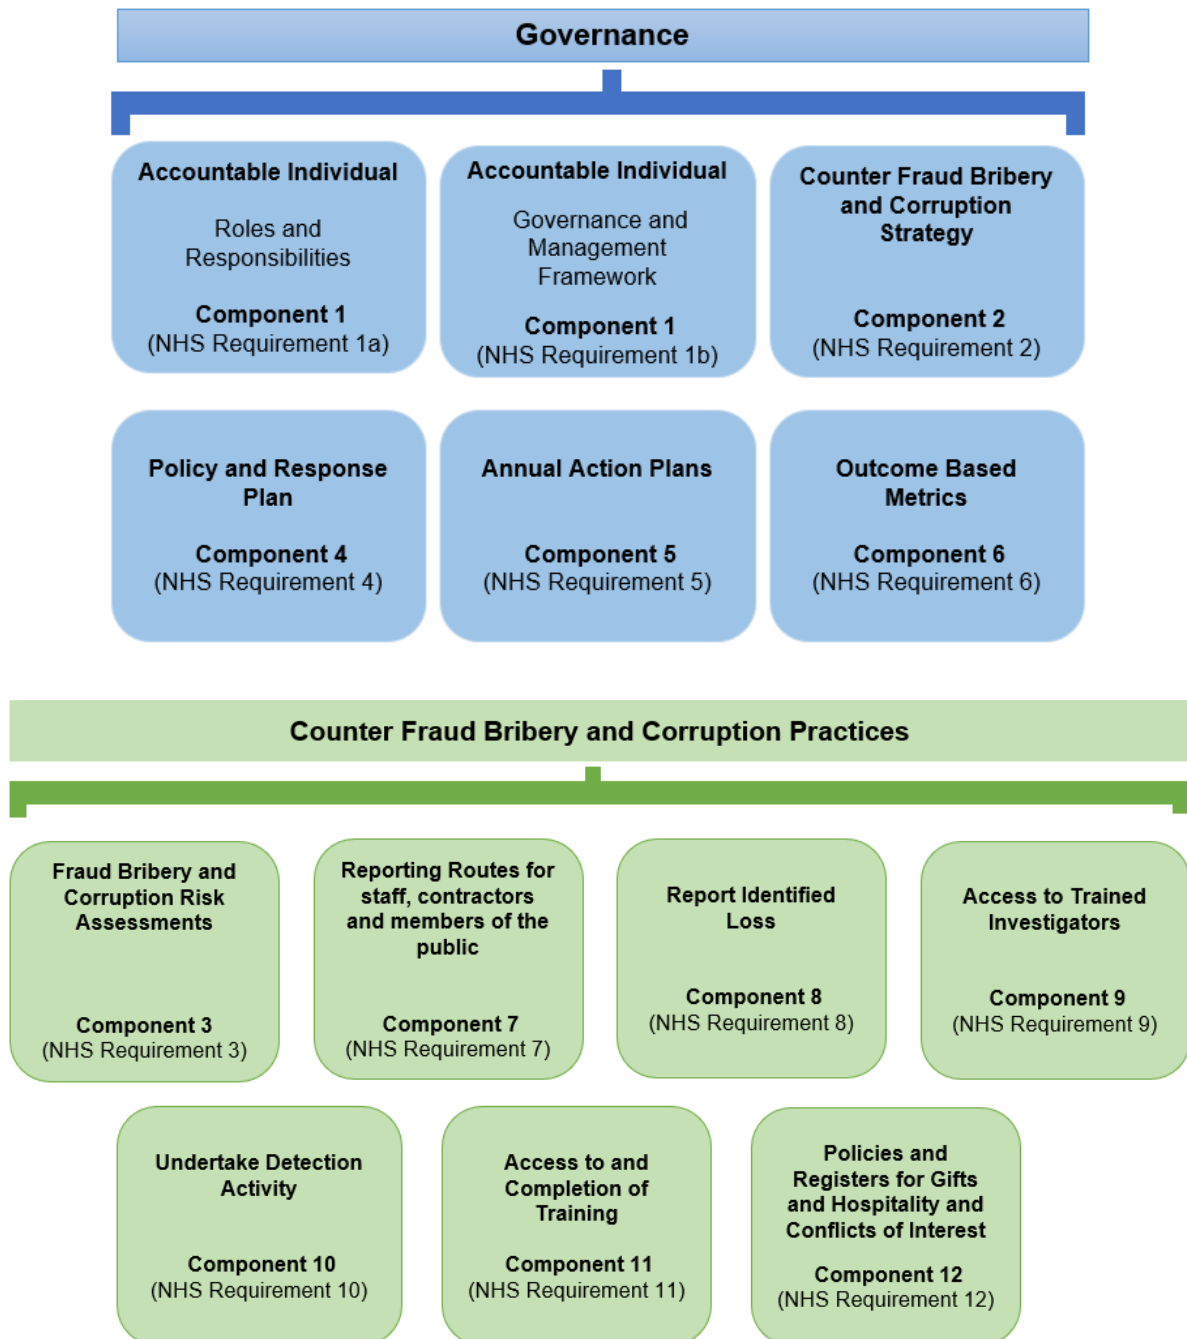 Governance
Accountable Individual
Roles and
Responsibilities
Component 1
(NHS Requirement 1a)
Accountable Individual
Governance and
Management
Framework
Component 1
(NHS Requirement 1b)
Counter Fraud Bribery
and Corruption
Strategy
Component 2
(NHS Requirement 2)
Policy and Response
Plan
Component 4
(NHS Requirement 4)
Annual Action Plans
Component 5
(NHS Requirement 5)
Outcome Based
Metrics
Component 6
(NHS Requirement 6)
Counter Fraud Bribery and Corruption Practices
Fraud Bribery and
Corruption Risk
Assessments
Component 3
(NHS Requirement 3)
Reporting Routes for
staff, contractors
and members of the
public
Component 7
(NHS Requirement 7)
Report Identified
Loss
Component 8
(NHS Requirement 8)
Access to Trained
Investigators
Component 9
(NHS Requirement 9)
Undertake Detection
Activity
Component 10
(NHS Requirement 10)
Access to and
Completion of
Training
Component 11
(NHS Requirement 11)
Policies and
Registers for Gifts
and Hospitality and
Conflicts of Interest
Component 12
(NHS Requirement 12)